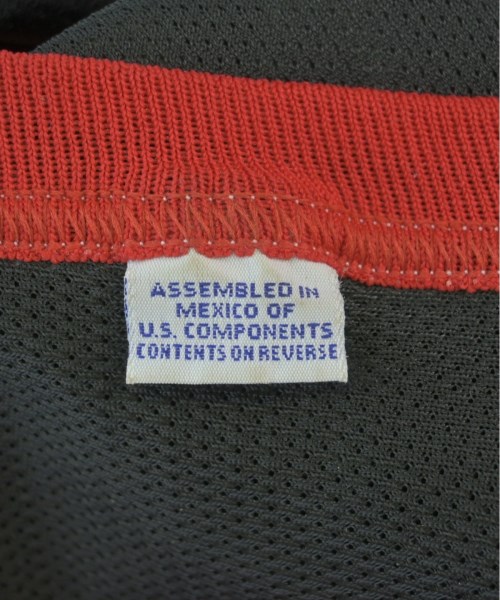 ASSEMBLED IN
MEXICO OF
U.S. COMPONENTS
CONTENTS ON REVERSE